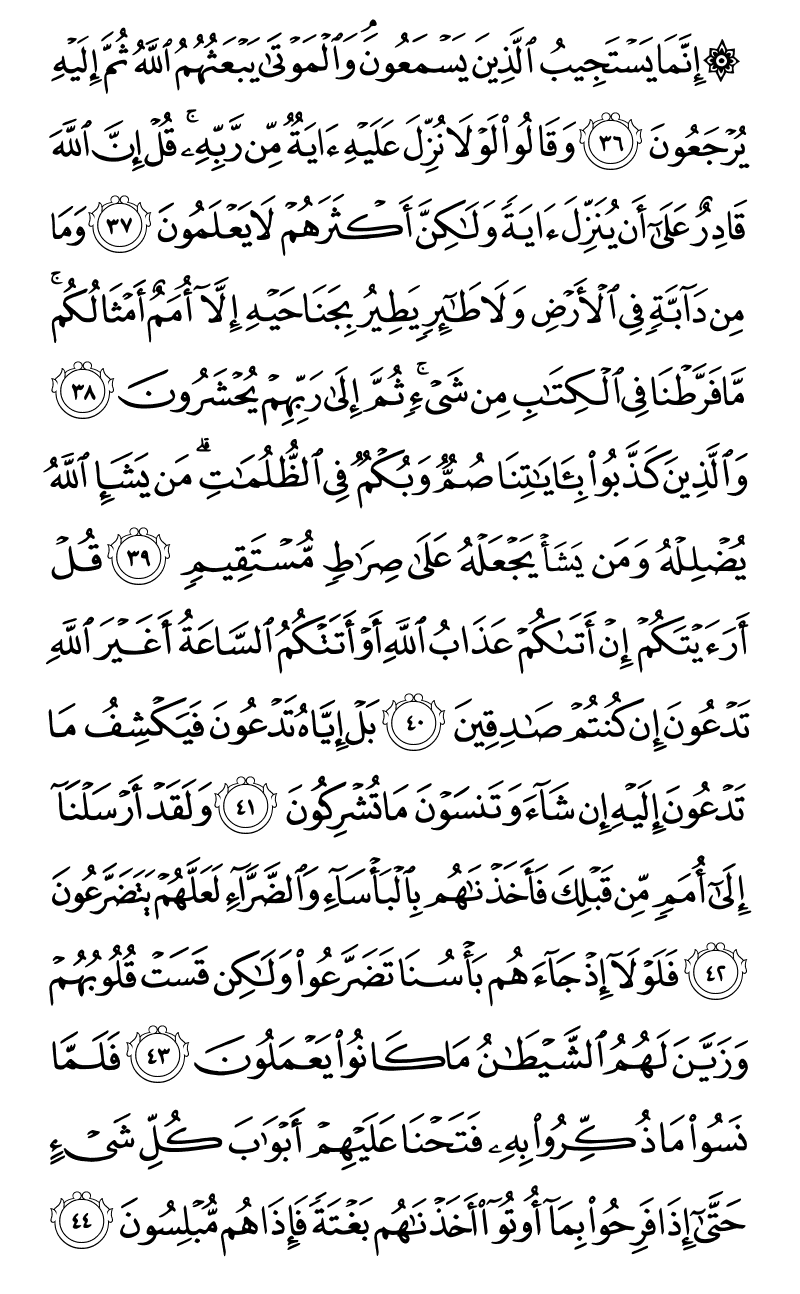 ۞ إِنَّمَا يَسۡتَجِيبُ ٱلَّذِينَ يَسۡمَعُونَۘ وَٱلۡمَوۡتَىٰ يَبۡعَثُهُمُ ٱللَّهُ ثُمَّ إِلَيۡهِ
يُرۡجَعُونَ ٣٦ وَقَالُواْ لَوۡلَا نُزِّلَ عَلَيۡهِ ءَايَةٞ مِّن رَّبِّهِۦۚ قُلۡ إِنَّ ٱللَّهَ
قَادِرٌ عَلَىٰٓ أَن يُنَزِّلَ ءَايَةٗ وَلَٰكِنَّ أَكۡثَرَهُمۡ لَا يَعۡلَمُونَ ٣٧ وَمَا
مِن دَآبَّةٖ فِي ٱلۡأَرۡضِ وَلَا طَٰٓئِرٖ يَطِيرُ بِجَنَاحَيۡهِ إِلَّآ أُمَمٌ أَمۡثَالُكُمۚ
مَّا فَرَّطۡنَا فِي ٱلۡكِتَٰبِ مِن شَيۡءٖۚ ثُمَّ إِلَىٰ رَبِّهِمۡ يُحۡشَرُونَ ٣٨
وَٱلَّذِينَ كَذَّبُواْ بِـَٔايَٰتِنَا صُمّٞ وَبُكۡمٞ فِي ٱلظُّلُمَٰتِۗ مَن يَشَإِ ٱللَّهُ
يُضۡلِلۡهُ وَمَن يَشَأۡ يَجۡعَلۡهُ عَلَىٰ صِرَٰطٖ مُّسۡتَقِيمٖ ٣٩ قُلۡ
أَرَءَيۡتَكُمۡ إِنۡ أَتَىٰكُمۡ عَذَابُ ٱللَّهِ أَوۡ أَتَتۡكُمُ ٱلسَّاعَةُ أَغَيۡرَ ٱللَّهِ
تَدۡعُونَ إِن كُنتُمۡ صَٰدِقِينَ ٤٠ بَلۡ إِيَّاهُ تَدۡعُونَ فَيَكۡشِفُ مَا
تَدۡعُونَ إِلَيۡهِ إِن شَآءَ وَتَنسَوۡنَ مَا تُشۡرِكُونَ ٤١ وَلَقَدۡ أَرۡسَلۡنَآ
إِلَىٰٓ أُمَمٖ مِّن قَبۡلِكَ فَأَخَذۡنَٰهُم بِٱلۡبَأۡسَآءِ وَٱلضَّرَّآءِ لَعَلَّهُمۡ يَتَضَرَّعُونَ
٤٢ فَلَوۡلَآ إِذۡ جَآءَهُم بَأۡسُنَا تَضَرَّعُواْ وَلَٰكِن قَسَتۡ قُلُوبُهُمۡ
وَزَيَّنَ لَهُمُ ٱلشَّيۡطَٰنُ مَا كَانُواْ يَعۡمَلُونَ ٤٣ فَلَمَّا
نَسُواْ مَا ذُكِّرُواْ بِهِۦ فَتَحۡنَا عَلَيۡهِمۡ أَبۡوَٰبَ كُلِّ شَيۡءٍ
حَتَّىٰٓ إِذَا فَرِحُواْ بِمَآ أُوتُوٓاْ أَخَذۡنَٰهُم بَغۡتَةٗ فَإِذَا هُم مُّبۡلِسُونَ ٤٤